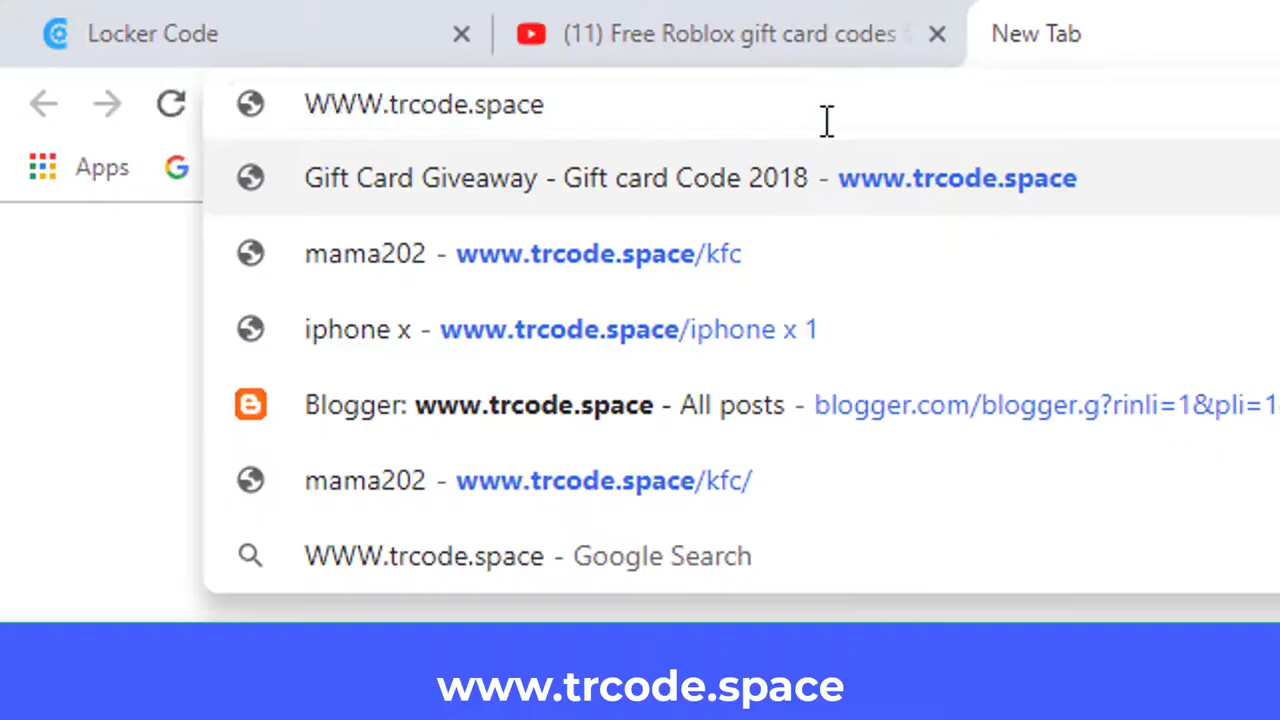 Locker Code
(11) Free Roblox gift card codes
New Tab
WWW.trcode.space
Apps
Gift Card Giveaway - Gift card Code 2018 - www.trcode.space
mama202 - www.trcode.space/kfc
iphone x - www.trcode.space/iphone x 1
Blogger: www.trcode.space - All posts - blogger.com/blogger.g?rinli=1&pli=1
mama202 - www.trcode.space/kfc/
WWW.trcode.space - Google Search
www.trcode.space